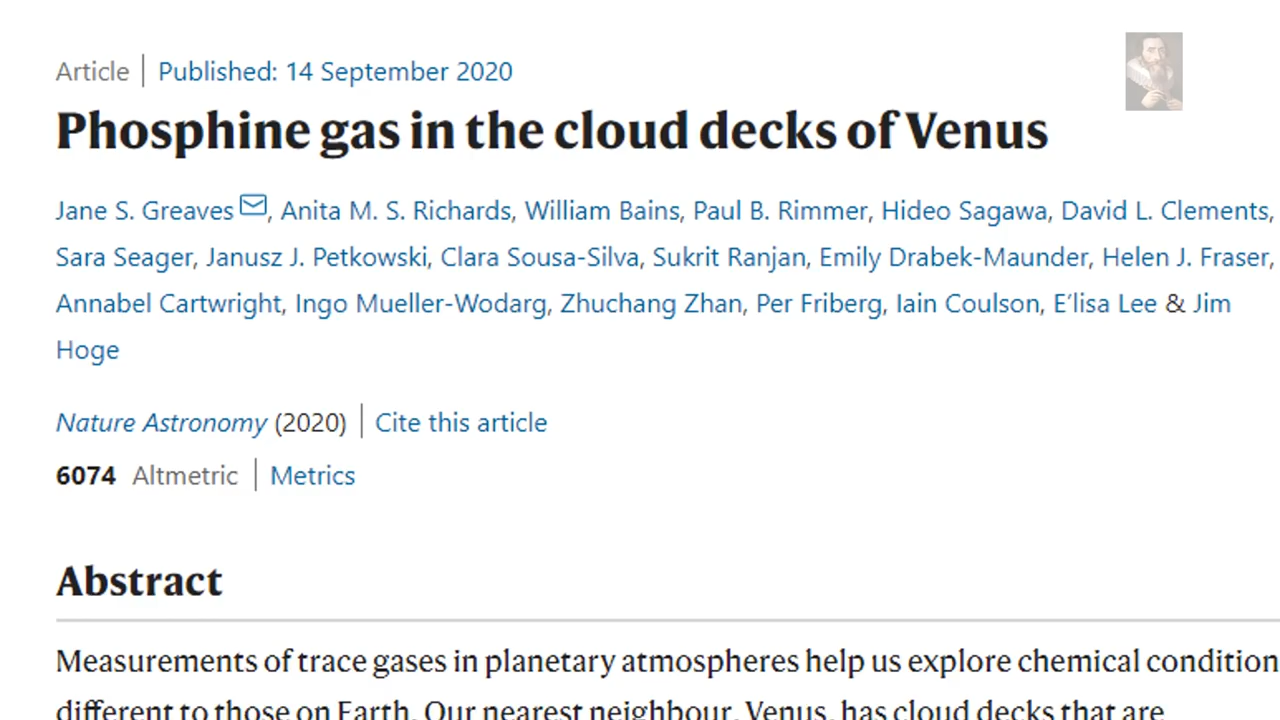 Article | Published: 14 September 2020
Phosphine gas in the cloud decks of Venus
Jane S. Greaves, Anita M. S. Richards, William Bains, Paul B. Rimmer, Hideo Sagawa, David L. Clements,
Sara Seager, Janusz J. Petkowski, Clara Sousa-Silva, Sukrit Ranjan, Emily Drabek-Maunder, Helen J. Fraser,
Annabel Cartwright, Ingo Mueller-Wodarg, Zhuchang Zhan, Per Friberg, Iain Coulson, E′lisa Lee & Jim
Hoge
Nature Astronomy (2020) | Cite this article
6074 Altmetric | Metrics
Abstract
Measurements of trace gases in planetary atmospheres help us explore chemical condition
different to those on Earth. Our nearest neighbour, Venus, has cloud decks that are